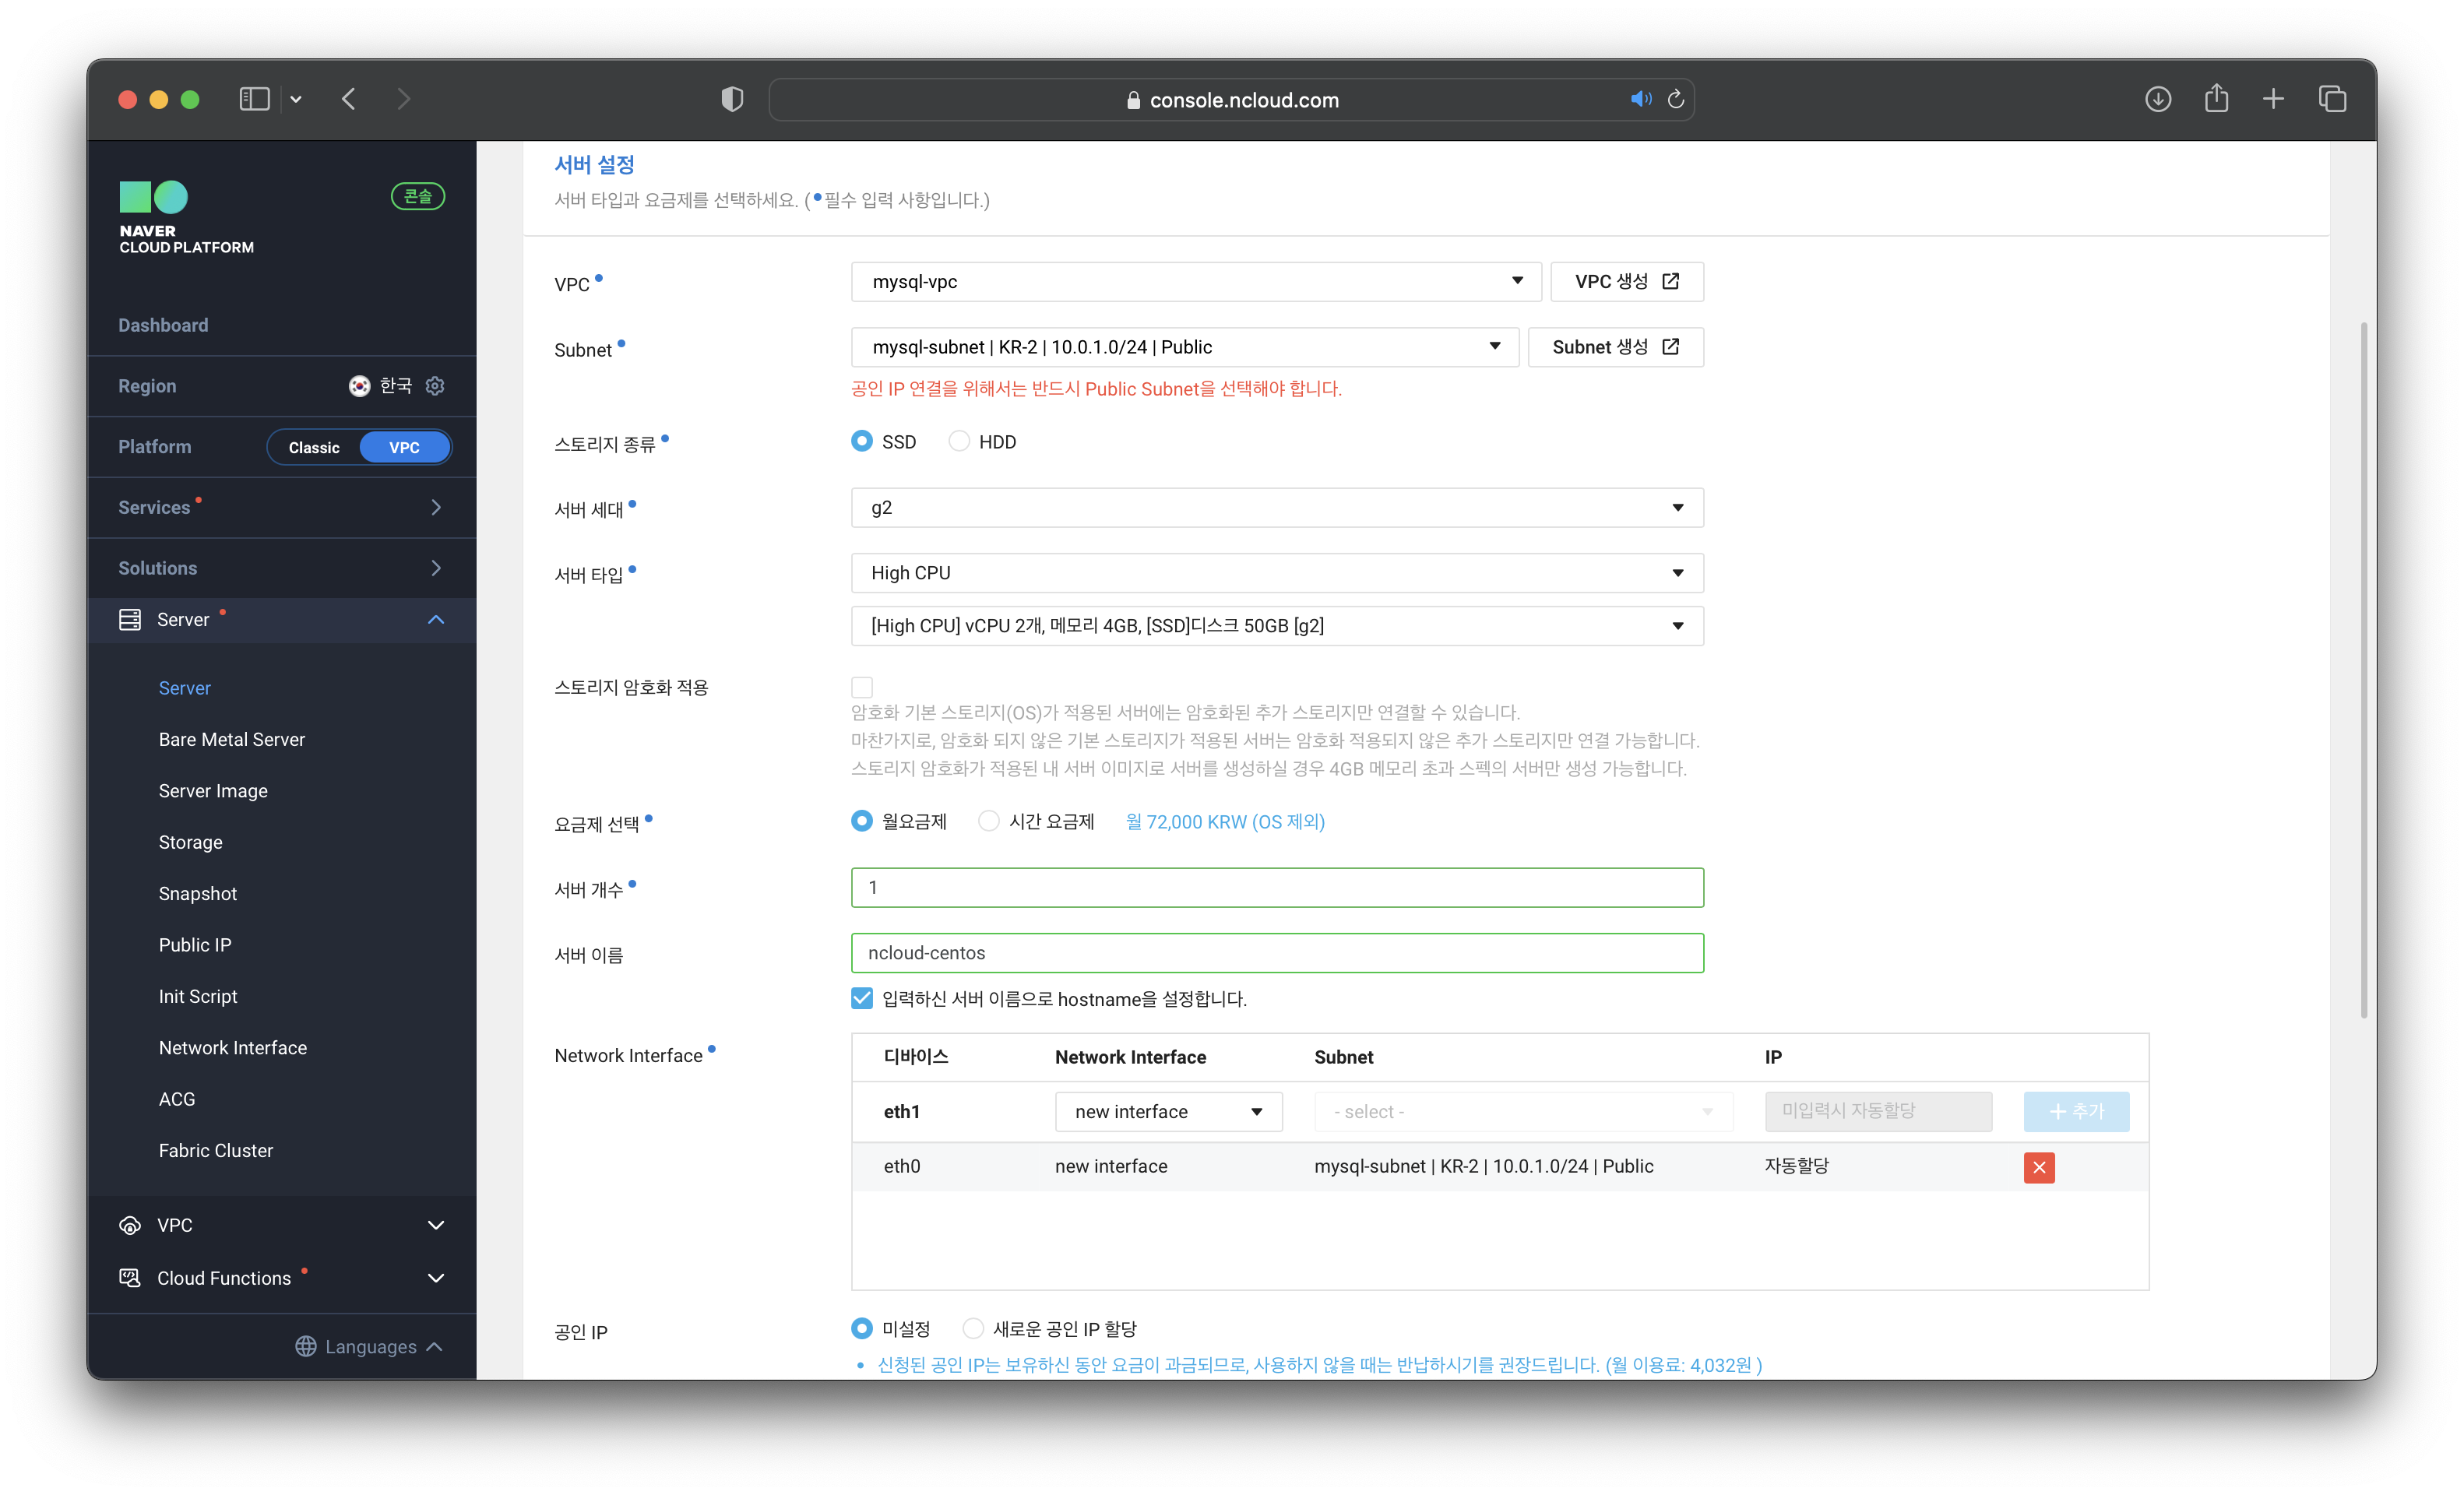 console.ncloud.com
NAVER
CLOUD PLATFORM
콘솔
Dashboard
Region 한국
Platform Classic VPC
Services
Solutions
Server
Server
Bare Metal Server
Server Image
Storage
Snapshot
Public IP
Init Script
Network Interface
ACG
Fabric Cluster
VPC
Cloud Functions
Languages
서버 설정
서버 타입과 요금제를 선택하세요. (•필수 입력 사항입니다.)
VPC mysql-vpc VPC 생성
Subnet mysql-subnet | KR-2 | 10.0.1.0/24 | Public Subnet 생성
공인 IP 연결을 위해서는 반드시 Public Subnet을 선택해야 합니다.
스토리지 종류 SSD HDD
서버 세대 g2
서버 타입 High CPU
[High CPU] vCPU 2개, 메모리 4GB, [SSD]디스크 50GB [g2]
스토리지 암호화 적용
암호화 기본 스토리지(OS)가 적용된 서버에는 암호화된 추가 스토리지만 연결할 수 있습니다.
마찬가지로, 암호화 되지 않은 기본 스토리지가 적용된 서버는 암호화 적용되지 않은 추가 스토리지만 연결 가능합니다.
스토리지 암호화가 적용된 내 서버 이미지로 서버를 생성하실 경우 4GB 메모리 초과 스펙의 서버만 생성 가능합니다.
요금제 선택 월요금제 시간 요금제 월 72,000 KRW (OS 제외)
서버 개수 1
서버 이름 ncloud-centos
입력하신 서버 이름으로 hostname을 설정합니다.
Network Interface 디바이스 Network Interface Subnet IP
eth1 new interface - select - 미입력시 자동할당 + 추가
eth0 new interface mysql-subnet | KR-2 | 10.0.1.0/24 | Public 자동할당
공인 IP 미설정 새로운 공인 IP 할당
• 신청된 공인 IP는 보유하신 동안 요금이 과금되므로, 사용하지 않을 때는 반납하시기를 권장드립니다. (월 이용료: 4,032원 )